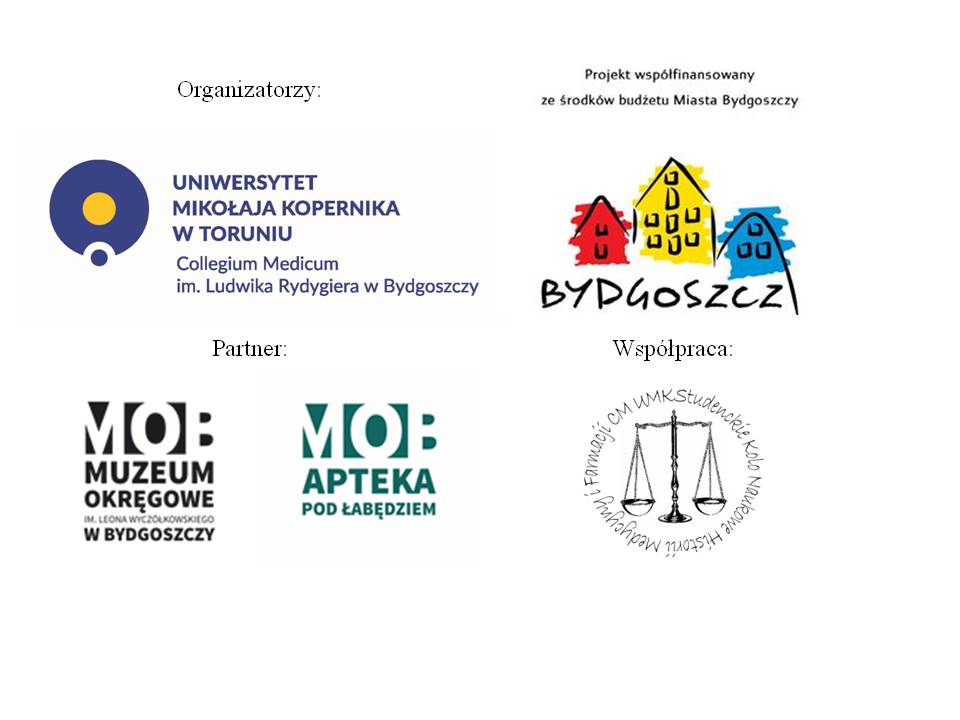 Organizatorzy:
Projekt współfinansowany
ze środków budżetu Miasta Bydgoszczy
UNIWERSYTET
MIKOŁAJA KOPERNIKA
W TORUNIU
Collegium Medicum
im. Ludwika Rydygiera w Bydgoszczy
BYDGOSZCZ
Partner:
Współpraca:
MOB
MUZEUM
OKRĘGOWE
IM. LEONA WYCZÓŁKOWSKIEGO
W BYDGOSZCZY
MOB
APTEKA
POD ŁABĘDZIEM
Studenckie Koło Naukowe Historii Medycyny i Farmacji CM UMK